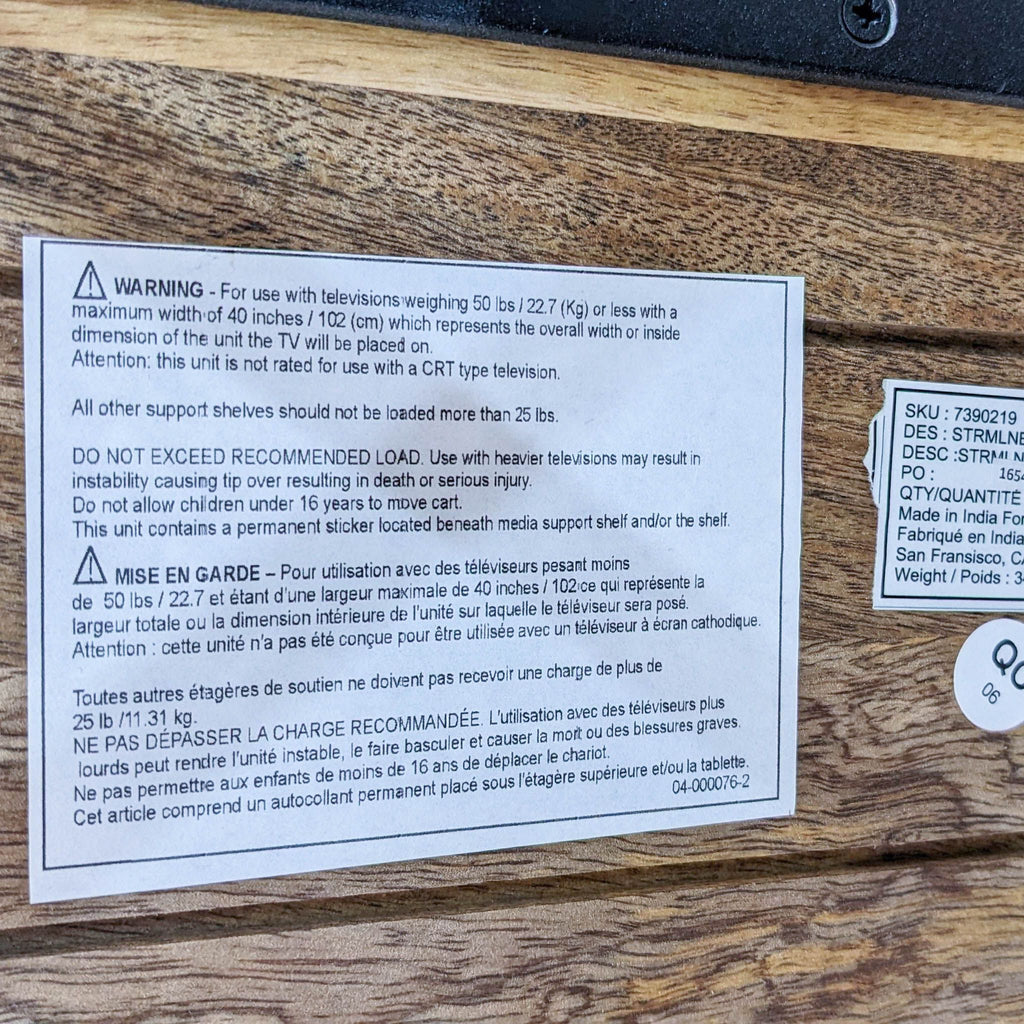 WARNING - For use with televisions weighing 50 lbs / 22.7 (Kg) or less with a
maximum width of 40 inches / 102 (cm) which represents the overall width or inside
dimension of the unit the TV will be placed on.
Attention: this unit is not rated for use with a CRT type television.
All other support shelves should not be loaded more than 25 lbs.
DO NOT EXCEED RECOMMENDED LOAD. Use with heavier televisions may result in
instability causing tip over resulting in death or serious injury.
Do not allow children under 16 years to move cart.
This unit contains a permanent sticker located beneath media support shelf and/or the shelf.
MISE EN GARDE – Pour utilisation avec des téléviseurs pesant moins
de 50 lbs / 22.7 et étant d'une largeur maximale de 40 inches / 102 ce qui représente la
largeur totale ou la dimension intérieure de l'unité sur laquelle le téléviseur sera posé.
Attention : cette unité n'a pas été conçue pour être utilisée avec un téléviseur à écran cathodique.
Toutes autres étagères de soutien ne doivent pas recevoir une charge de plus de
25 lb /11.31 kg.
NE PAS DÉPASSER LA CHARGE RECOMMANDÉE. L'utilisation avec des téléviseurs plus
lourds peut rendre l'unité instable, le faire basculer et causer la mort ou des blessures graves.
Ne pas permettre aux enfants de moins de 16 ans de déplacer le chariot.
Cet article comprend un autocollant permanent placé sous l'étagère supérieure et/ou la tablette.
04-000076-2
SKU : 7390219
DES : STRMLNE
DESC :STRMLN
PO : 165
QTY/QUANTITÉ
Made in India For
Fabriqué en India
San Fransisco, CA
Weight / Poids : 3
QC
06